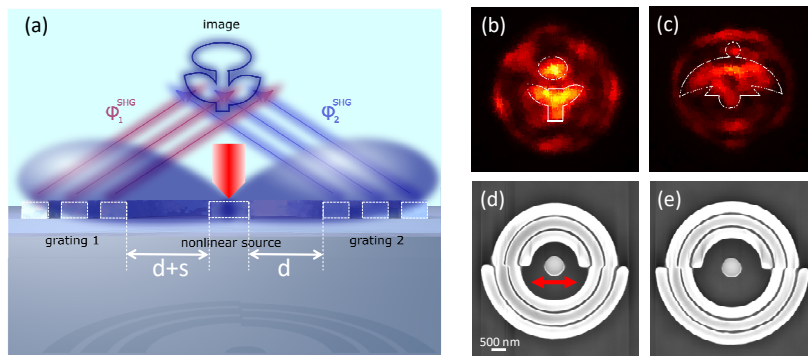 (a)
image
φ₁ˢᴴᴳ
φ₂ˢᴴᴳ
grating 1
nonlinear source
grating 2
d+s
d
(b)
(c)
(d)
500 nm
(e)